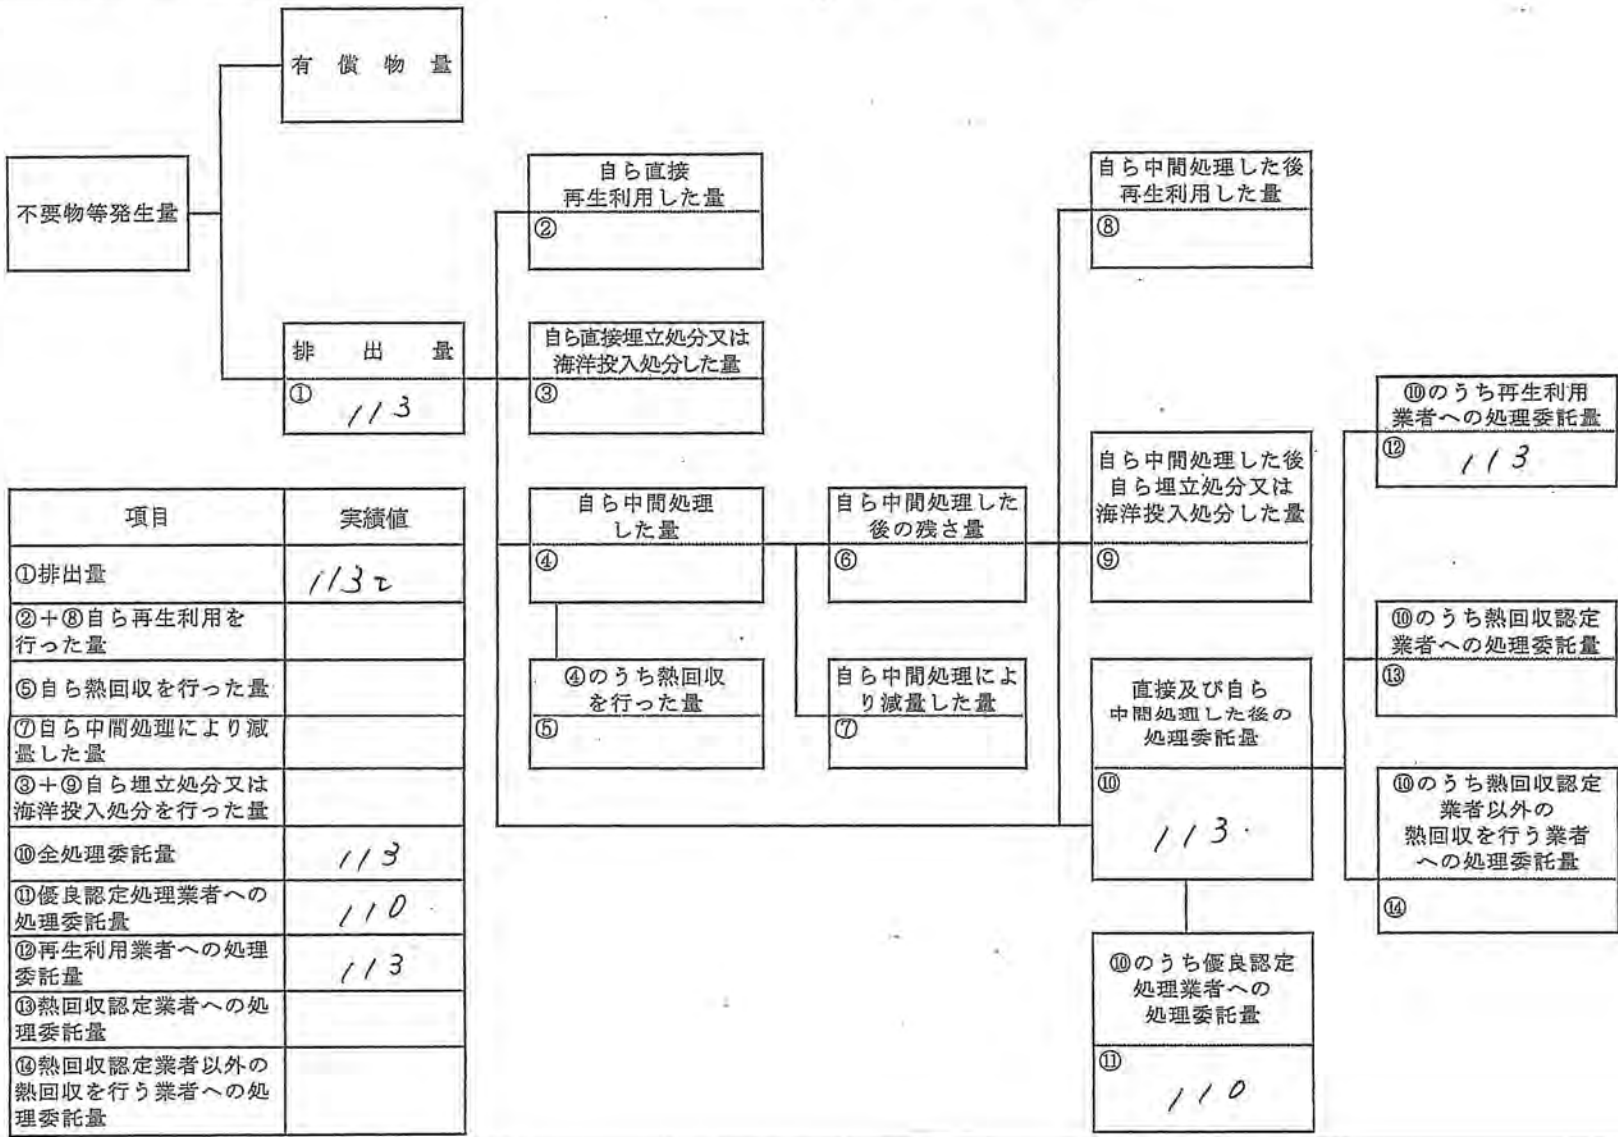 有償物量
不要物等発生量
自ら直接
再生利用した量
②
自ら中間処理した後
再生利用した量
⑧
排出量
①
113
自ら直接埋立処分又は
海洋投入処分した量
③
⑩のうち再生利用
業者への処理委託量
⑫
113
自ら中間処理した後
自ら埋立処分又は
海洋投入処分した量
⑨
自ら中間処理
した量
④
自ら中間処理した
後の残さ量
⑥
⑩のうち熱回収認定
業者への処理委託量
⑬
④のうち熱回収
を行った量
⑤
自ら中間処理によ
り減量した量
⑦
直接及び自ら
中間処理した後の
処理委託量
⑩
113.
⑩のうち熱回収認定
業者以外の
熱回収を行う業者
への処理委託量
⑭
⑩のうち優良認定
処理業者への
処理委託量
⑪
110
項目
実績値
①排出量
113t
②+⑧自ら再生利用を
行った量
⑤自ら熱回収を行った量
⑦自ら中間処理により減
量した量
③+⑨自ら埋立処分又は
海洋投入処分を行った量
⑩全処理委託量
113
⑪優良認定処理業者への
処理委託量
110
⑫再生利用業者への処理
委託量
113
⑬熱回収認定業者への処
理委託量
⑭熱回収認定業者以外の
熱回収を行う業者への処
理委託量